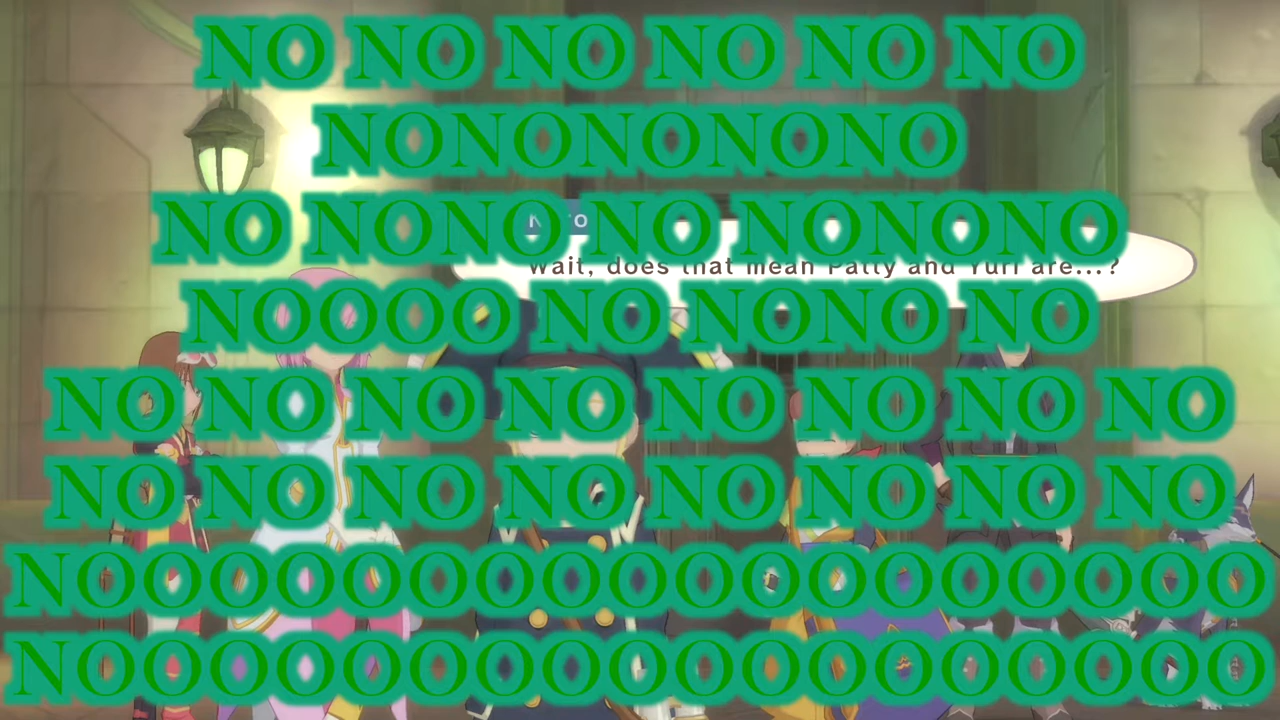 NO NO NO NO NO NO
NONONONONO
NO NONO NO NONONO
Wait, does that mean Patty and Yuri are...?
NOOOO NO NONO NO
NO NO NO NO NO NO NO NO
NO NO NO NO NO NO NO NO
NOOOOOOOOOOOOOOOOOO
NOOOOOOOOOOOOOOOOOO